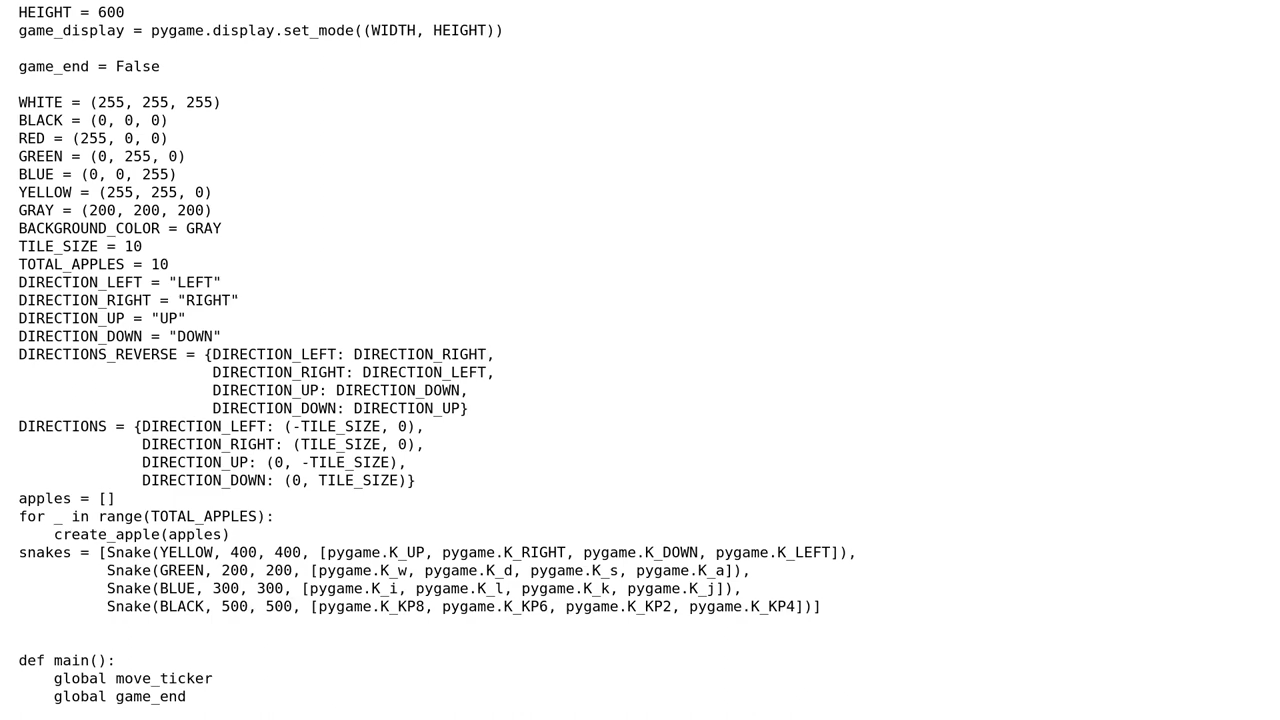 HEIGHT = 600
game_display = pygame.display.set_mode((WIDTH, HEIGHT))

game_end = False

WHITE = (255, 255, 255)
BLACK = (0, 0, 0)
RED = (255, 0, 0)
GREEN = (0, 255, 0)
BLUE = (0, 0, 255)
YELLOW = (255, 255, 0)
GRAY = (200, 200, 200)
BACKGROUND_COLOR = GRAY
TILE_SIZE = 10
TOTAL_APPLES = 10
DIRECTION_LEFT = "LEFT"
DIRECTION_RIGHT = "RIGHT"
DIRECTION_UP = "UP"
DIRECTION_DOWN = "DOWN"
DIRECTIONS_REVERSE = {DIRECTION_LEFT: DIRECTION_RIGHT,
                      DIRECTION_RIGHT: DIRECTION_LEFT,
                      DIRECTION_UP: DIRECTION_DOWN,
                      DIRECTION_DOWN: DIRECTION_UP}
DIRECTIONS = {DIRECTION_LEFT: (-TILE_SIZE, 0),
              DIRECTION_RIGHT: (TILE_SIZE, 0),
              DIRECTION_UP: (0, -TILE_SIZE),
              DIRECTION_DOWN: (0, TILE_SIZE)}
apples = []
for _ in range(TOTAL_APPLES):
    create_apple(apples)
snakes = [Snake(YELLOW, 400, 400, [pygame.K_UP, pygame.K_RIGHT, pygame.K_DOWN, pygame.K_LEFT]),
          Snake(GREEN, 200, 200, [pygame.K_w, pygame.K_d, pygame.K_s, pygame.K_a]),
          Snake(BLUE, 300, 300, [pygame.K_i, pygame.K_l, pygame.K_k, pygame.K_j]),
          Snake(BLACK, 500, 500, [pygame.K_KP8, pygame.K_KP6, pygame.K_KP2, pygame.K_KP4])]


def main():
    global move_ticker
    global game_end